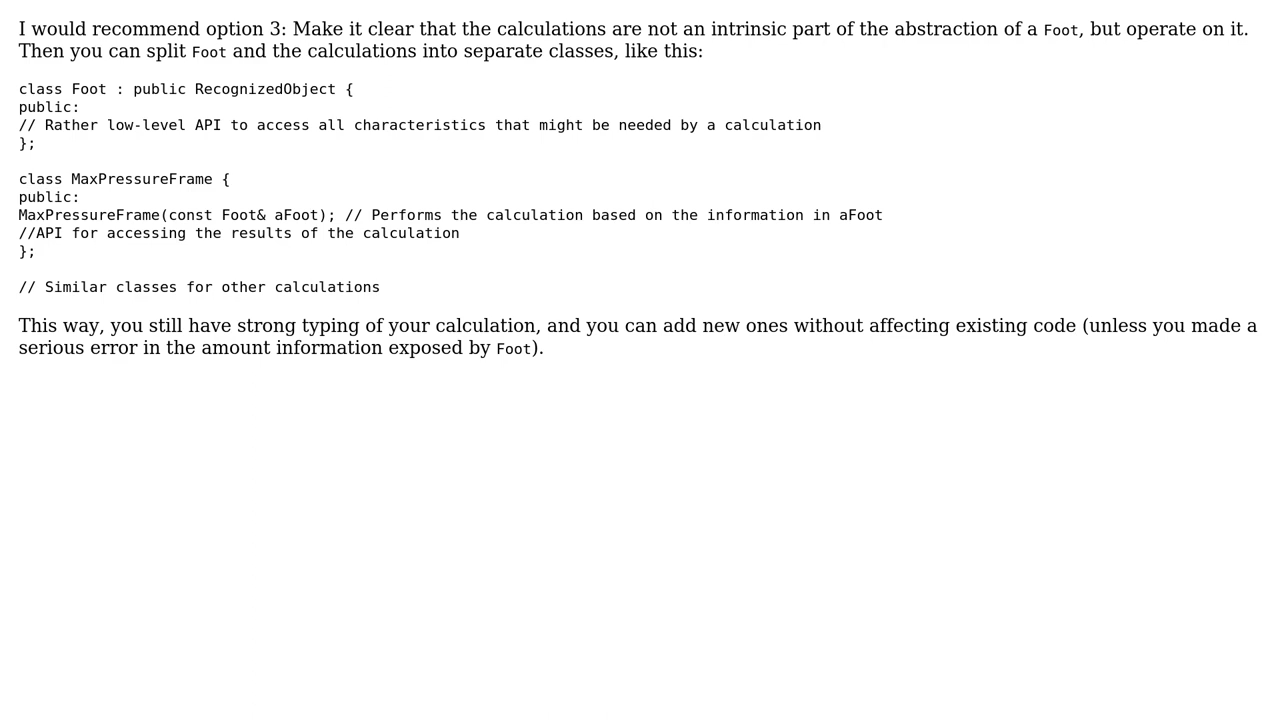 I would recommend option 3: Make it clear that the calculations are not an intrinsic part of the abstraction of a Foot, but operate on it.
Then you can split Foot and the calculations into separate classes, like this:
class Foot : public RecognizedObject {
public:
// Rather low-level API to access all characteristics that might be needed by a calculation
};
class MaxPressureFrame {
public:
MaxPressureFrame(const Foot& aFoot); // Performs the calculation based on the information in aFoot
//API for accessing the results of the calculation
};
// Similar classes for other calculations
This way, you still have strong typing of your calculation, and you can add new ones without affecting existing code (unless you made a
serious error in the amount information exposed by Foot).